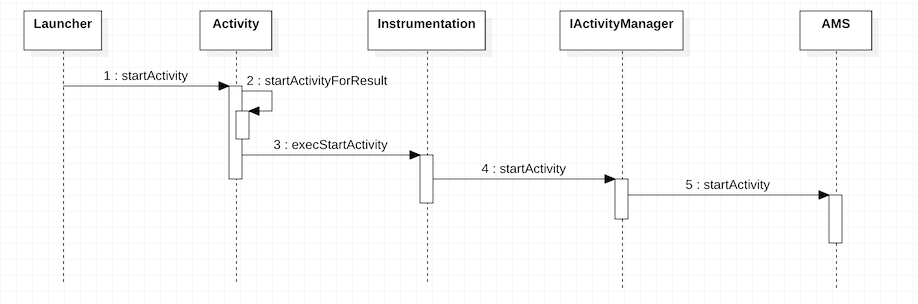 Launcher
Activity
Instrumentation
IActivityManager
AMS
1 : startActivity
2 : startActivityForResult
3 : execStartActivity
4 : startActivity
5 : startActivity